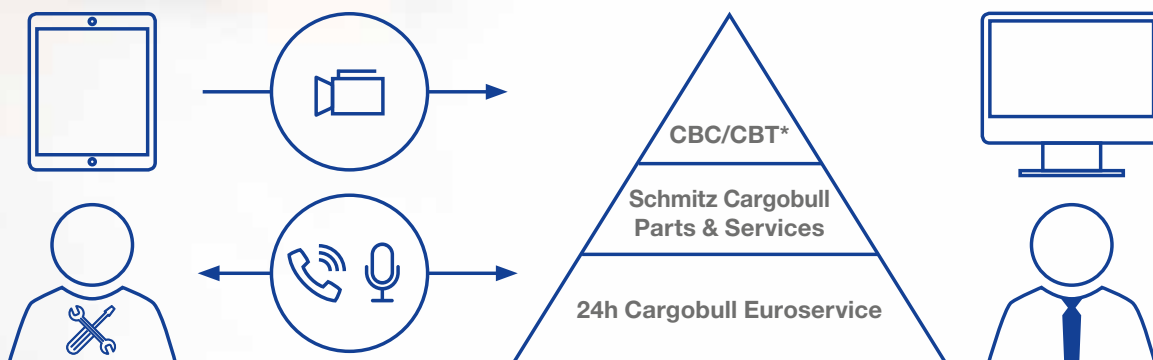 CBC/CBT*
Schmitz Cargobull
Parts & Services
24h Cargobull Euroservice